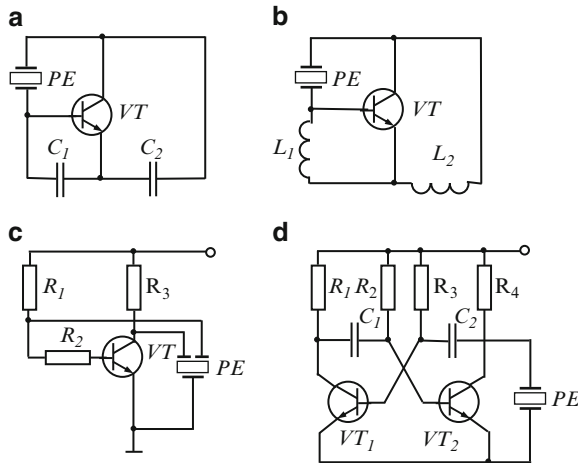 a
PE
VT
C1 C2
b
PE
VT
L1
L2
c
R1 R3
R2 VT
PE
d
R1 R2 R3 R4
C1 C2
PE
VT1 VT2